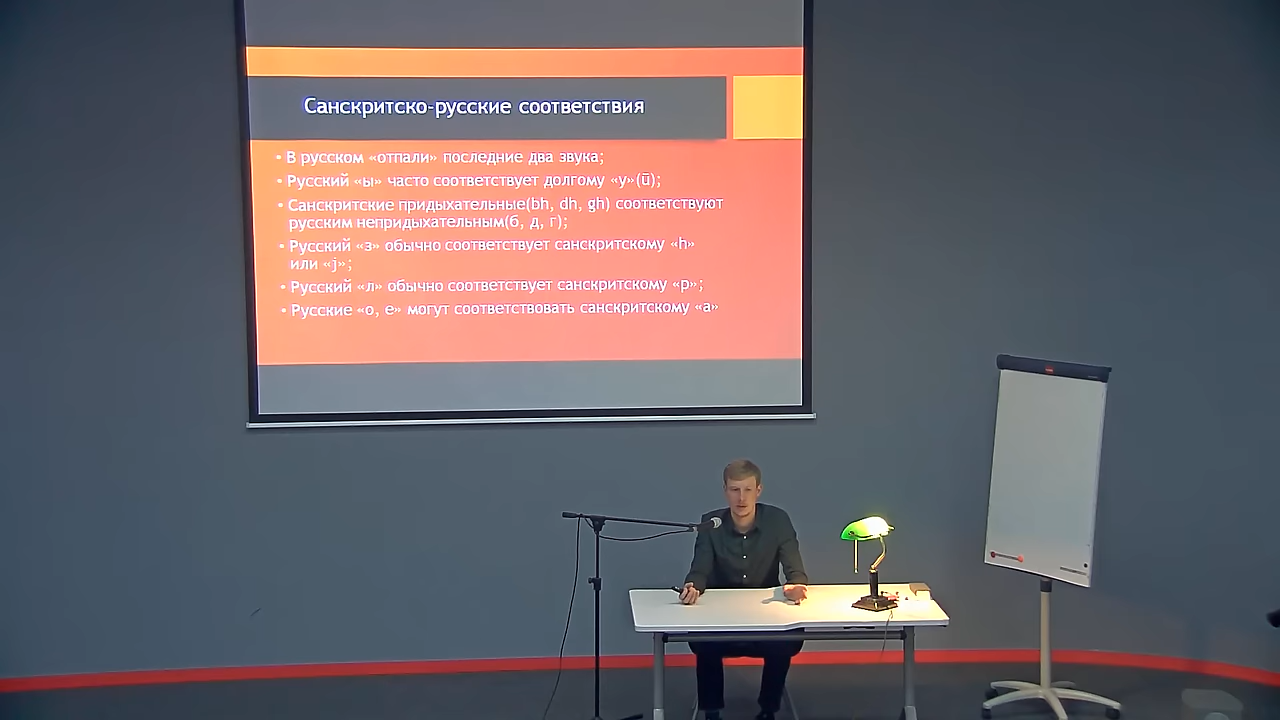 Санскритско-русские соответствия
• В русском «отпали» последние два звука;
• Русский «ы» часто соответствует долгому «у»(ū);
• Санскритские придыхательные(bh, dh, gh) соответствуют
русским непридыхательным(б, д, г);
• Русский «з» обычно соответствует санскритскому «h»
или «j»;
• Русский «л» обычно соответствует санскритскому «р»;
• Русские «о, е» могут соответствовать санскритскому «а»